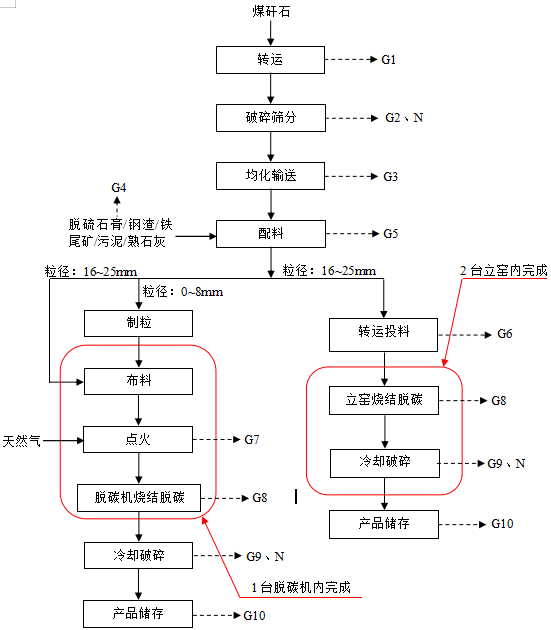 煤矸石
转运
G1
破碎筛分
G2、N
均化输送
G3
G4
脱硫石膏/钢渣/铁
尾矿/污泥/熟石灰
配料
G5
粒径：16~25mm
粒径：0~8mm
粒径：16~25mm
2台立窑内完成
制粒
转运投料
G6
布料
立窑烧结脱碳
G8
天然气
点火
G7
冷却破碎
G9、N
脱碳机烧结脱碳
G8
产品储存
G10
冷却破碎
G9、N
1台脱碳机内完成
产品储存
G10